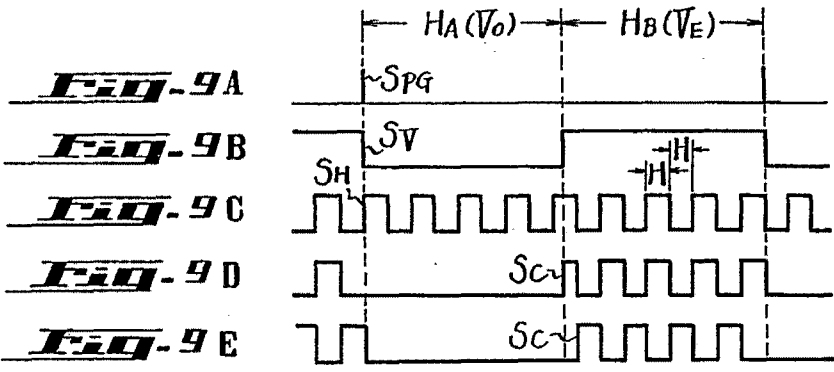 HA(VO) HB(VE)
Fig-9A SPG
Fig-9B SV H
H
Fig-9C SH
Fig-9D SC
Fig-9E SC